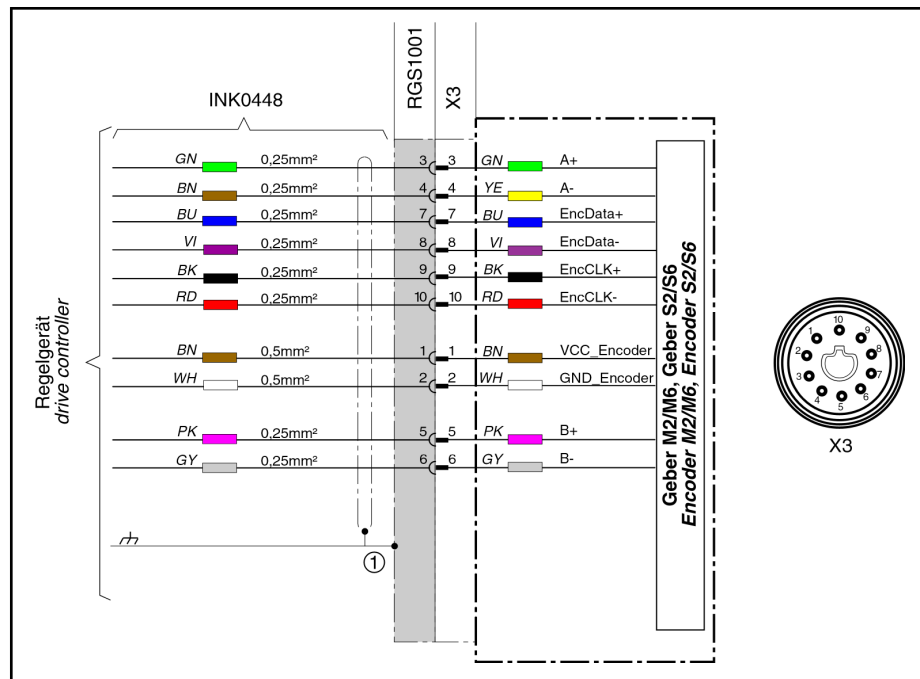 INK0448
RGS1001
X3
Regelgerät
drive controller
GN 0,25mm² 3 3 GN A+
BN 0,25mm² 4 4 YE A-
BU 0,25mm² 7 7 BU EncData+
VI 0,25mm² 8 8 VI EncData-
BK 0,25mm² 9 9 BK EncCLK+
RD 0,25mm² 10 10 RD EncCLK-
BN 0,5mm² 1 1 BN VCC_Encoder
WH 0,5mm² 2 2 WH GND_Encoder
PK 0,25mm² 5 5 PK B+
GY 0,25mm² 6 6 GY B-
1
Geber M2/M6, Geber S2/S6
Encoder M2/M6, Encoder S2/S6
10
1 9
2 8
3 7
4 6
5
X3